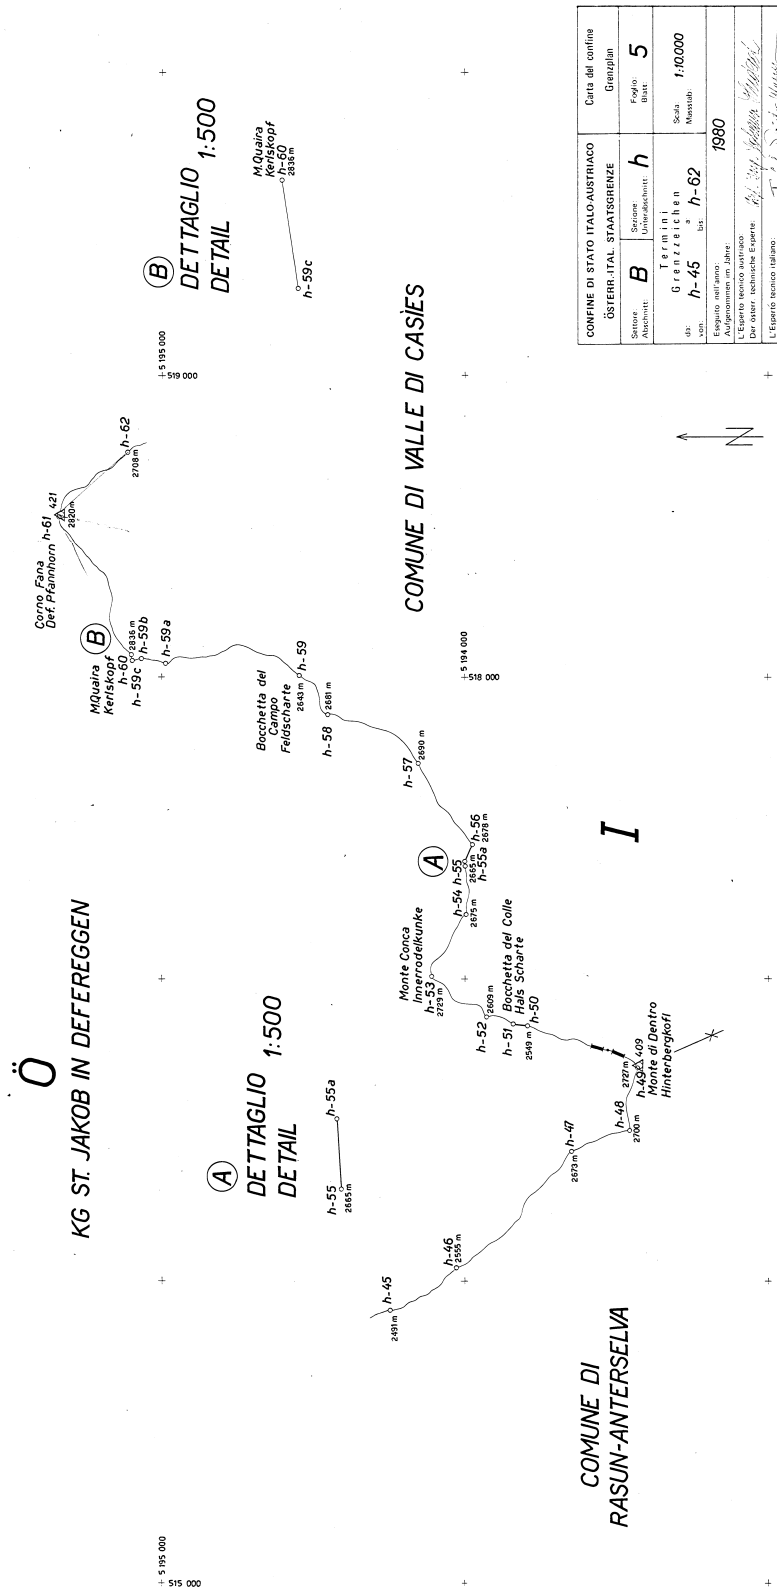 Ö
KG ST. JAKOB IN DEFEREGGEN
COMUNE DI
RASUN-ANTERSELVA
COMUNE DI VALLE DI CASIES
I
5 195 000
515 000
5 195 000
519 000
5 194 000
518 000
A
DETTAGLIO
DETAIL
1:500
h-55
2665 m
h-55a
B
DETTAGLIO
DETAIL
1:500
h-59c
M.Quaira
Kerlskopf
h-60
2836 m
h-45
2491 m
h-46
2555 m
h-47
2673 m
h-48
2700 m
2727 m
h-49
409
Monte di Dentro
Hinterbergkofl
h-50
2549 m
h-51
Bocchetta del Colle
Hals Scharte
h-52
2609 m
Monte Conca
Innerrodelkunke
h-53
2729 m
h-54
2675 m
A
h-55
2665 m
h-55a
h-56
2678 m
h-57
2690 m
h-58
2681 m
Bocchetta del
Campo
Feldscharte
2643 m
h-59
h-59a
h-59b
h-59c
M.Quaira
Kerlskopf
h-60
2836 m
B
Corno Fana
Def. Pfannhorn
h-61
421
2820 m
h-62
2708 m
N
CONFINE DI STATO ITALO-AUSTRIACO
ÖSTERR.-ITAL. STAATSGRENZE
Carta del confine
Grenzplan
Settore:
Abschnitt:
B
Sezione:
Unterabschnitt:
h
Foglio:
Blatt:
5
Termini
Grenzzeichen
da:
von:
h-45
a
bis:
h-62
Scala:
Massstab:
1:10.000
Eseguito nell'anno:
Aufgenommen im Jahre:
1980
L'Esperto tecnico austriaco:
Der österr. technische Experte:
L'Esperto tecnico italiano: